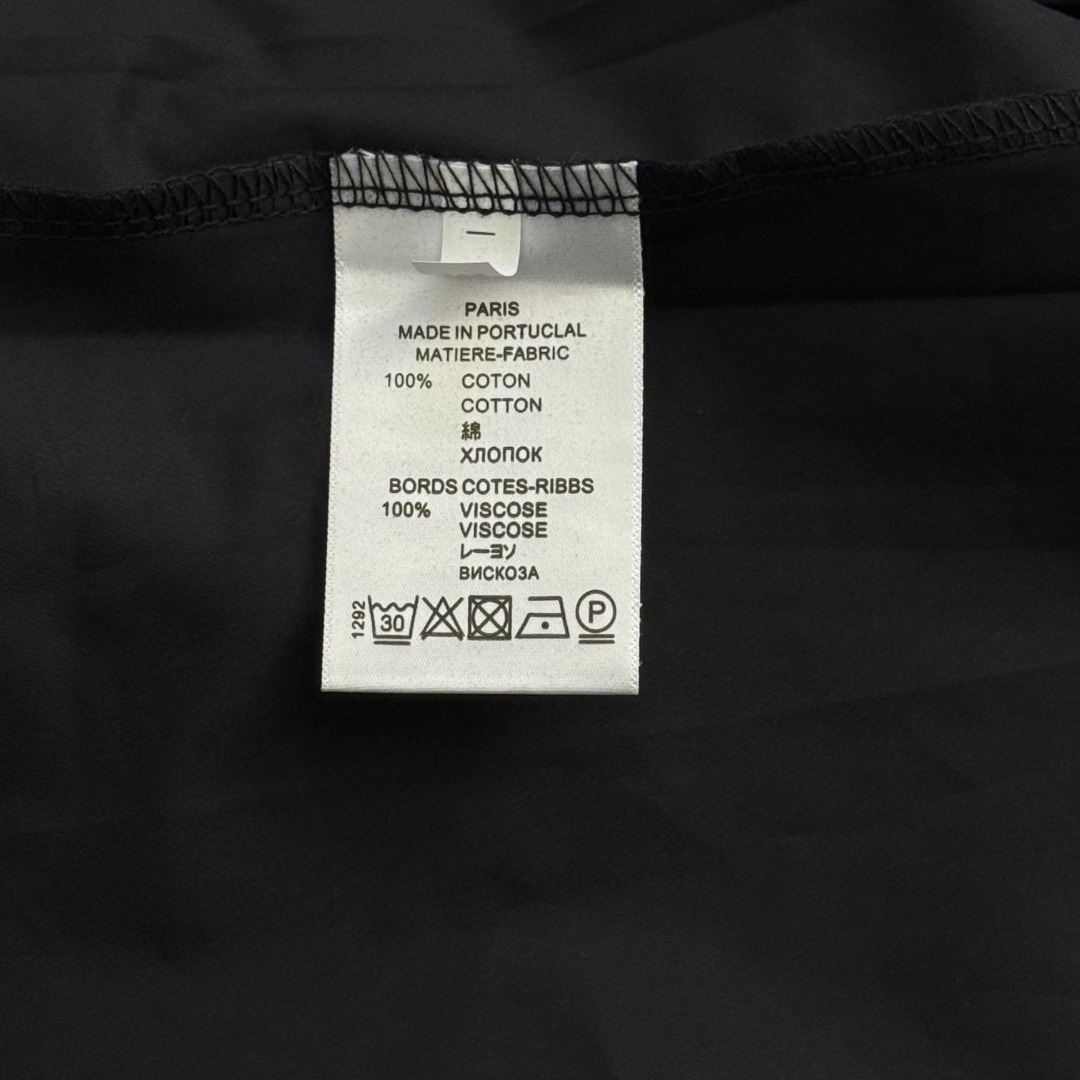 PARIS
MADE IN PORTUCLAL
MATIERE-FABRIC
100% COTON
COTTON
綿
ХЛОПОК
BORDS COTES-RIBBS
100% VISCOSE
VISCOSE
レーヨソ
ВИСКОЗА
1292 30 P